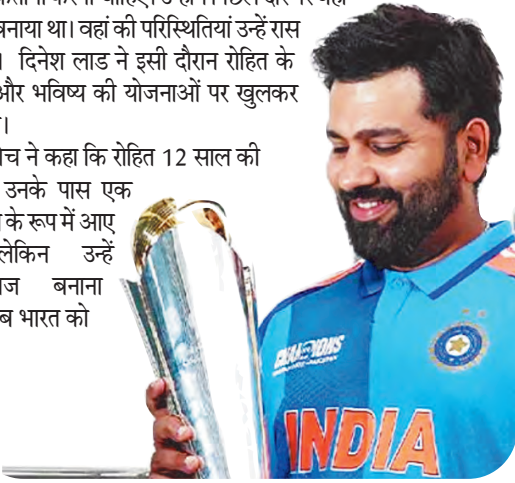 बनाया था। वहां की परिस्थितियां उन्हें रास
। दिनेश लाड ने इसी दौरान रोहित के
और भविष्य की योजनाओं पर खुलकर
।
ने कहा कि रोहित 12 साल की
उनके पास एक
के रूप में आए
लेकिन उन्हें
बनाना
ब भारत को
CHAMPIONS
INDIA